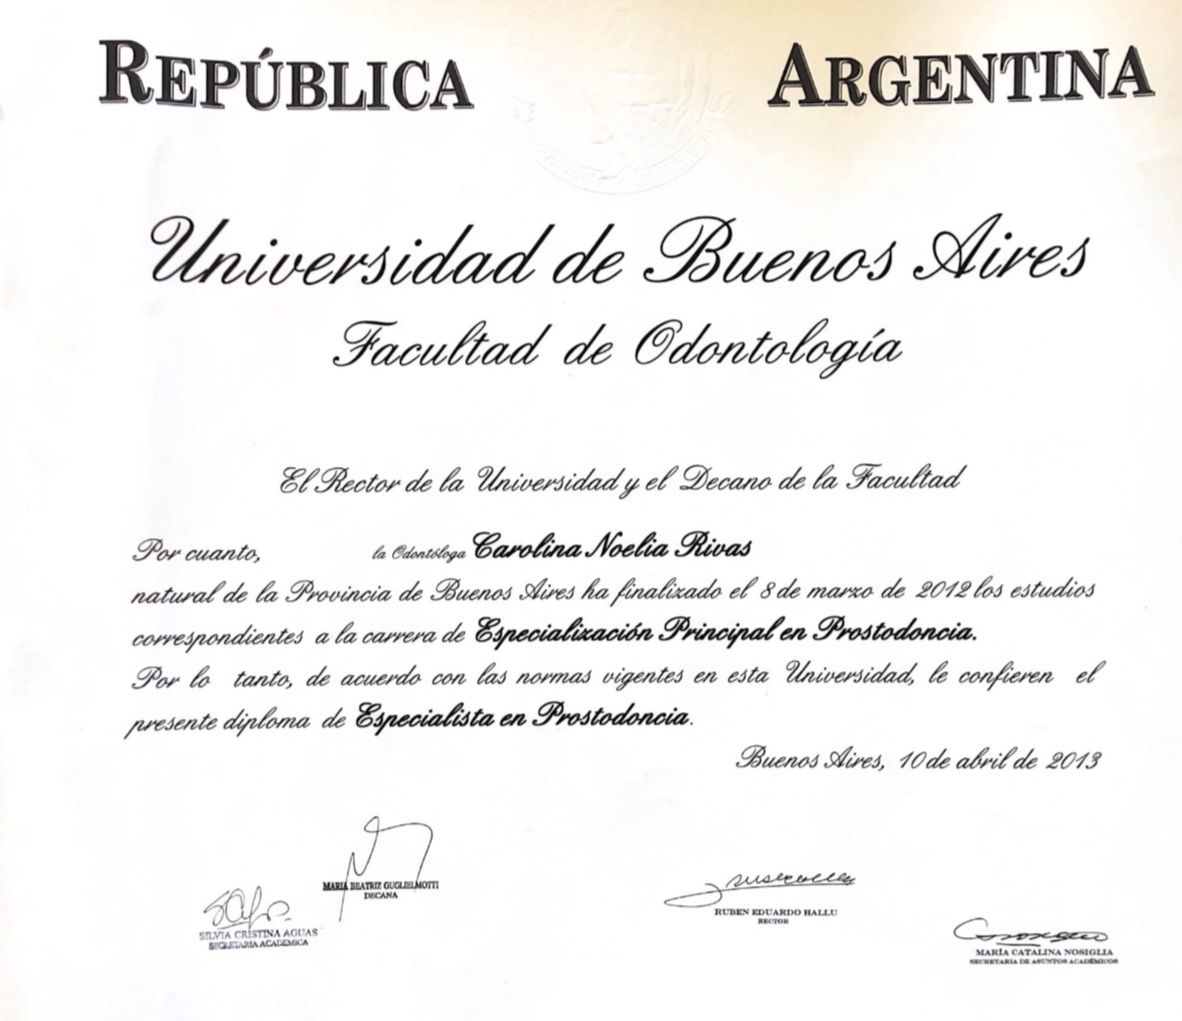 REPÚBLICA ARGENTINA
Universidad de Buenos Aires
Facultad de Odontología
El Rector de la Universidad y el Decano de la Facultad
Por cuanto, la Odontóloga Carolina Noelia Rivas
natural de la Provincia de Buenos Aires ha finalizado el 8 de marzo de 2012 los estudios
correspondientes a la carrera de Especialización Principal en Prostodoncia.
Por lo tanto, de acuerdo con las normas vigentes en esta Universidad, le confieren el
presente diploma de Especialista en Prostodoncia.
Buenos Aires, 10 de abril de 2013
MARIA BEATRIZ GUGLIELMOTTI
DECANA
SILVIA CRISTINA AGUAS
SECRETARIA ACADEMICA
RUBEN EDUARDO HALLU
RECTOR
MARÍA CATALINA NOSIGLIA
SECRETARIA DE ASUNTOS ACADÉMICOS